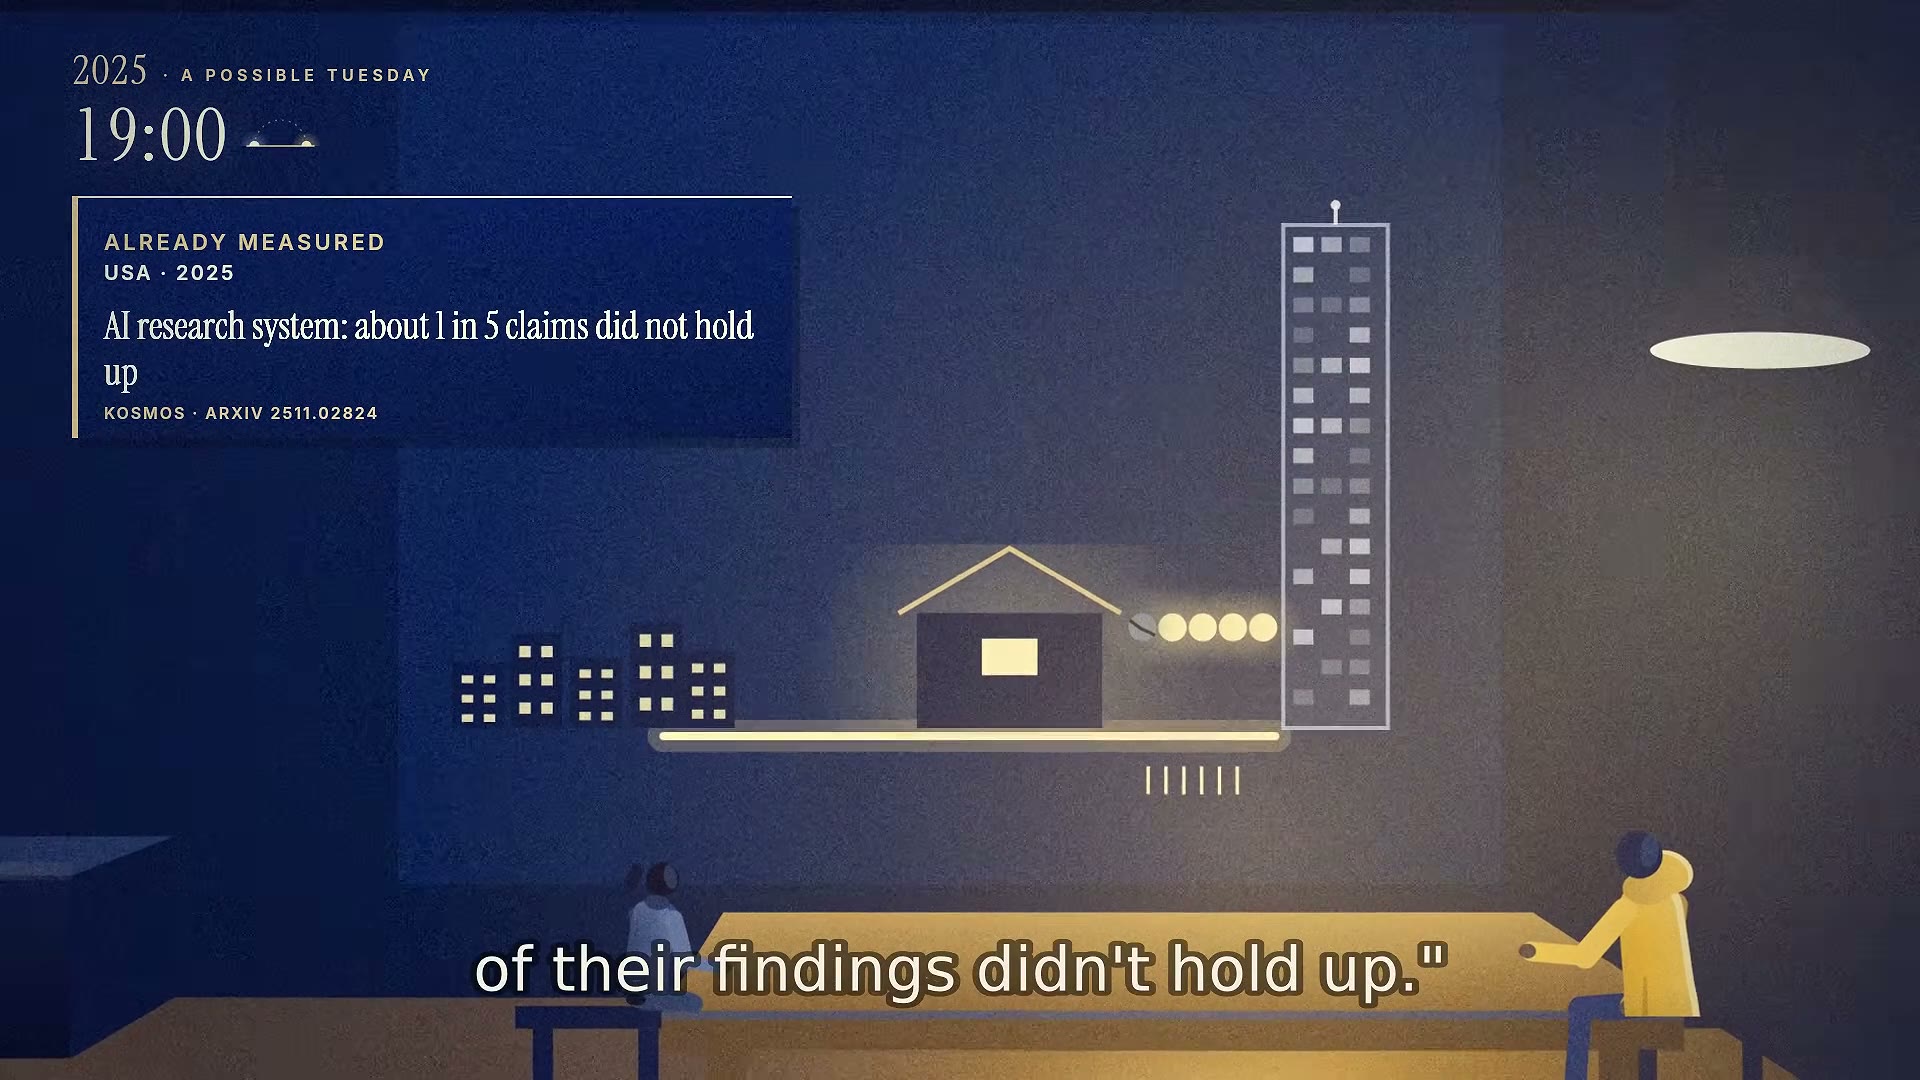 2025 · A POSSIBLE TUESDAY
19:00
ALREADY MEASURED
USA · 2025
AI research system: about 1 in 5 claims did not hold
up
KOSMOS · ARXIV 2511.02824
of their findings didn't hold up."